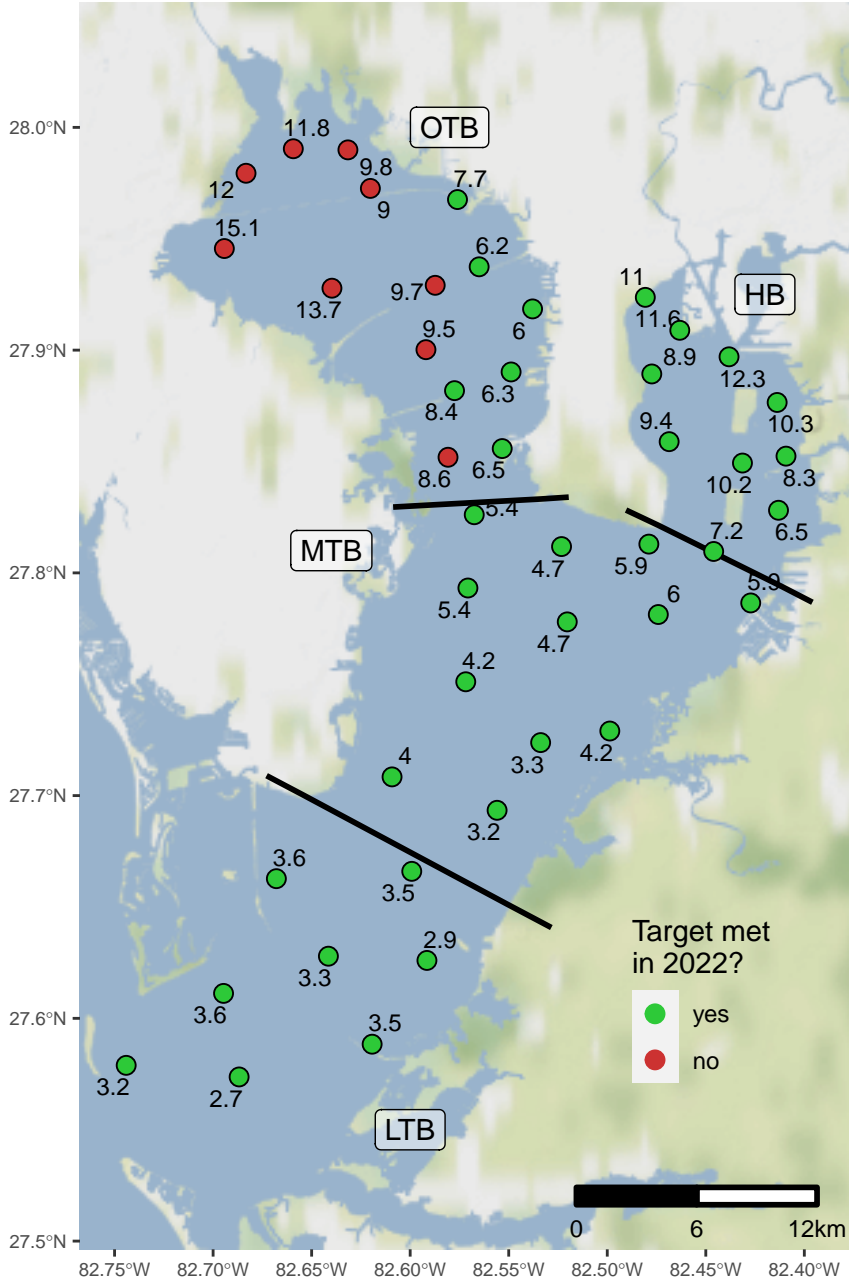 28.0°N
27.9°N
27.8°N
27.7°N
27.6°N
27.5°N
11.8
OTB
9.8
7.7
12
9
15.1
6.2
11
HB
9.7
13.7
11.6
6
9.5
8.9
12.3
6.3
8.4
10.3
9.4
6.5
8.6
10.2
8.3
5.4
6.5
7.2
MTB
4.7
5.9
5.9
5.4
6
4.7
4.2
4
3.3
4.2
3.2
3.6
3.5
Target met
in 2022?
yes
no
2.9
3.3
3.6
3.5
3.2
2.7
LTB
0
6
12km
82.75°W
82.70°W
82.65°W
82.60°W
82.55°W
82.50°W
82.45°W
82.40°W